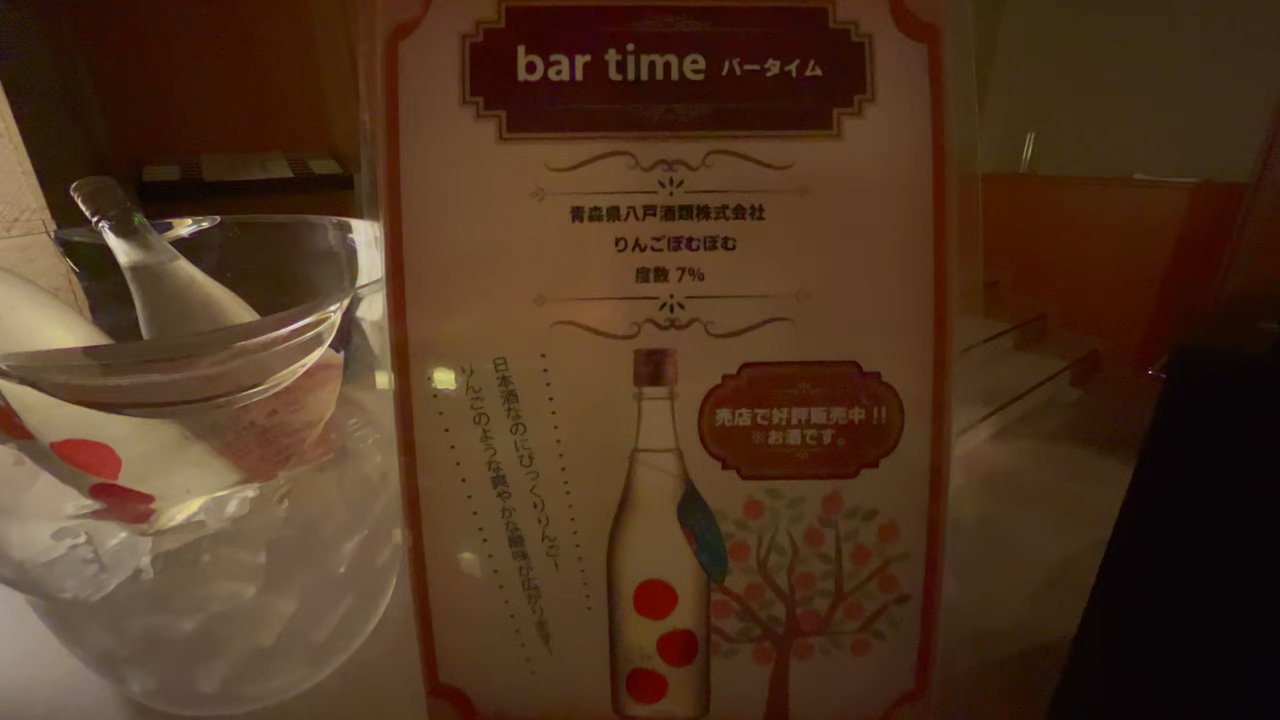 bar time バータイム
青森県八戸酒類株式会社
りんごぽむぽむ
度数 7%
売店で好評販売中!!
※お酒です。
日本酒なのにびっくりりんご!
りんごのような爽やかな酸味が広がります。